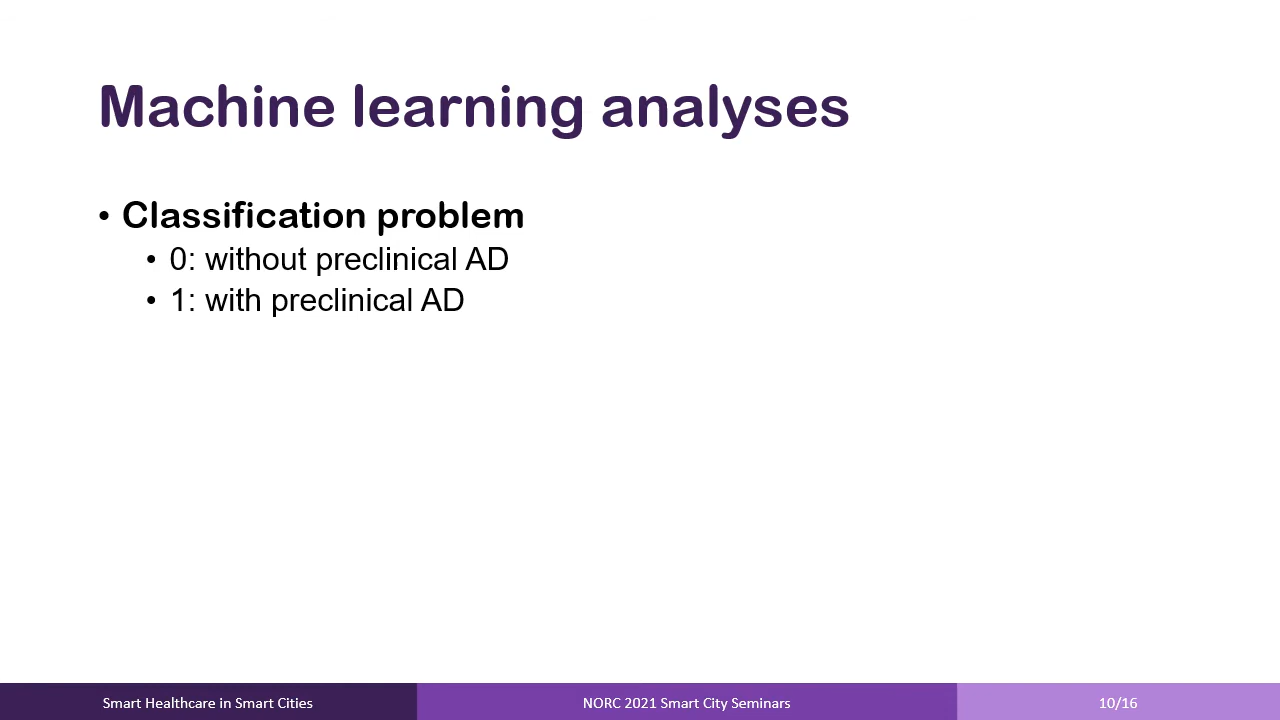 Machine learning analyses
• Classification problem
• 0: without preclinical AD
• 1: with preclinical AD
Smart Healthcare in Smart Cities
NORC 2021 Smart City Seminars
10/16